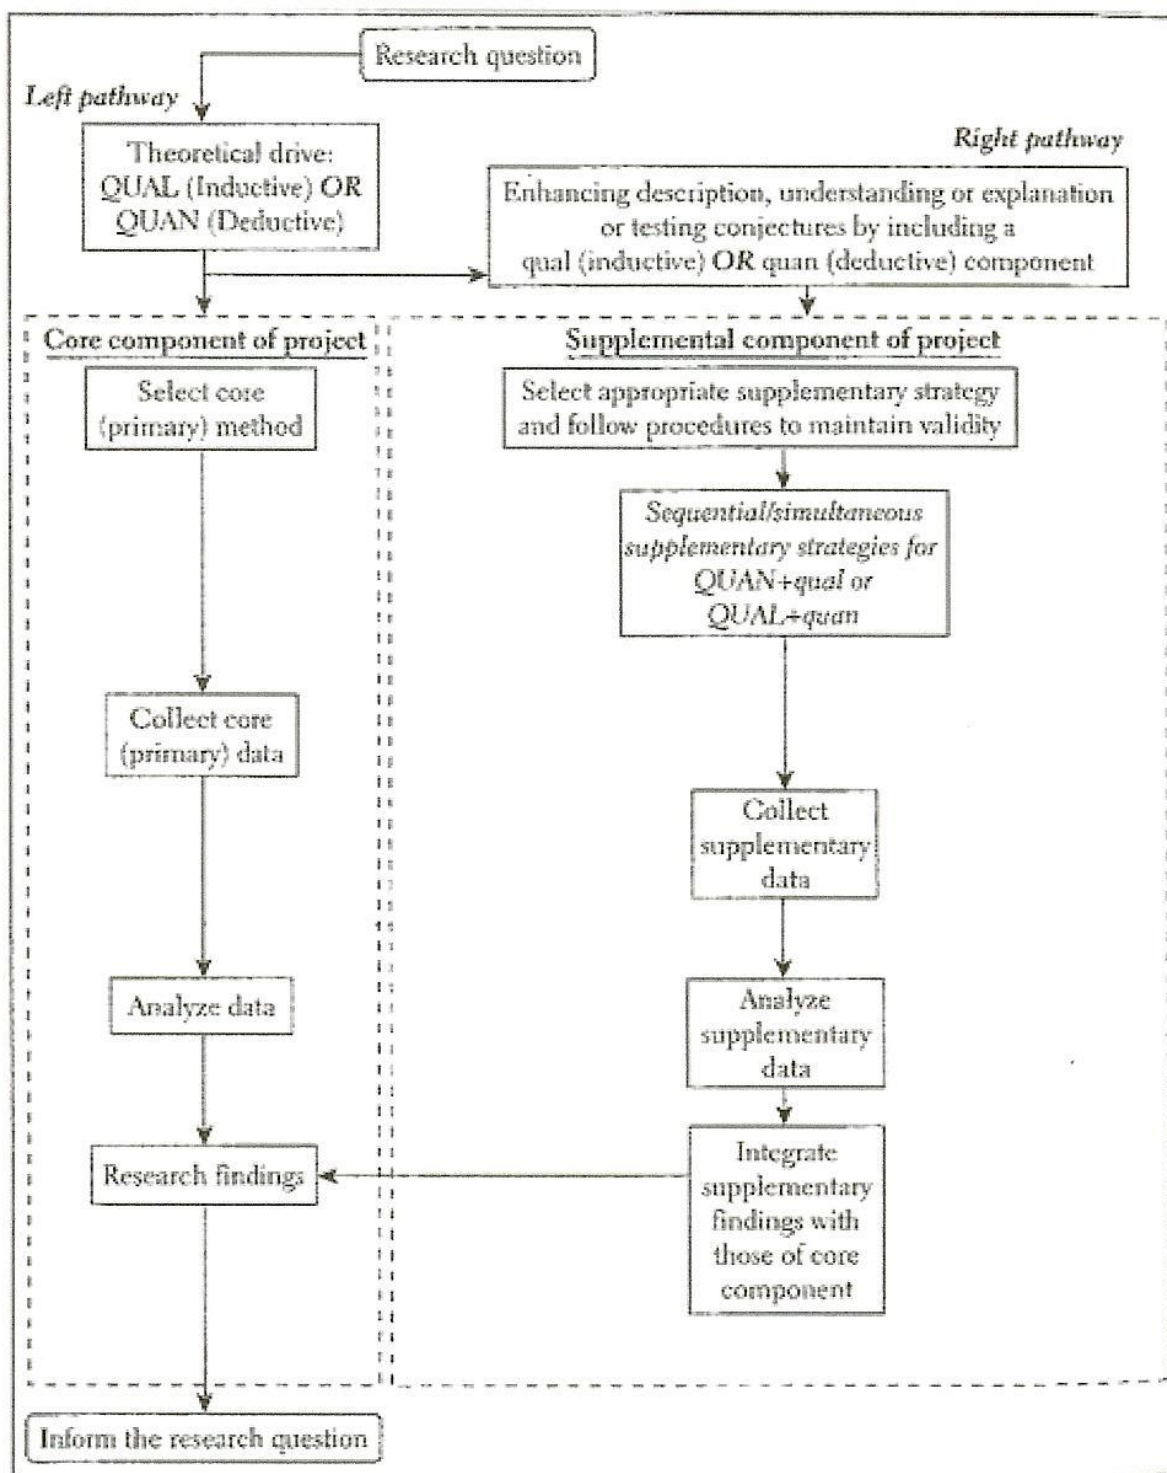 Research question
Left pathway
Theoretical drive:
QUAL (Inductive) OR
QUAN (Deductive)
Right pathway
Enhancing description, understanding or explanation
or testing conjectures by including a
qual (inductive) OR quan (deductive) component
Core component of project
Select core
(primary) method
Collect core
(primary) data
Analyze data
Research findings
Supplemental component of project
Select appropriate supplementary strategy
and follow procedures to maintain validity
Sequential/simultaneous
supplementary strategies for
QUAN+qual or
QUAL+quan
Collect
supplementary
data
Analyze
supplementary
data
Integrate
supplementary
findings with
those of core
component
Inform the research question